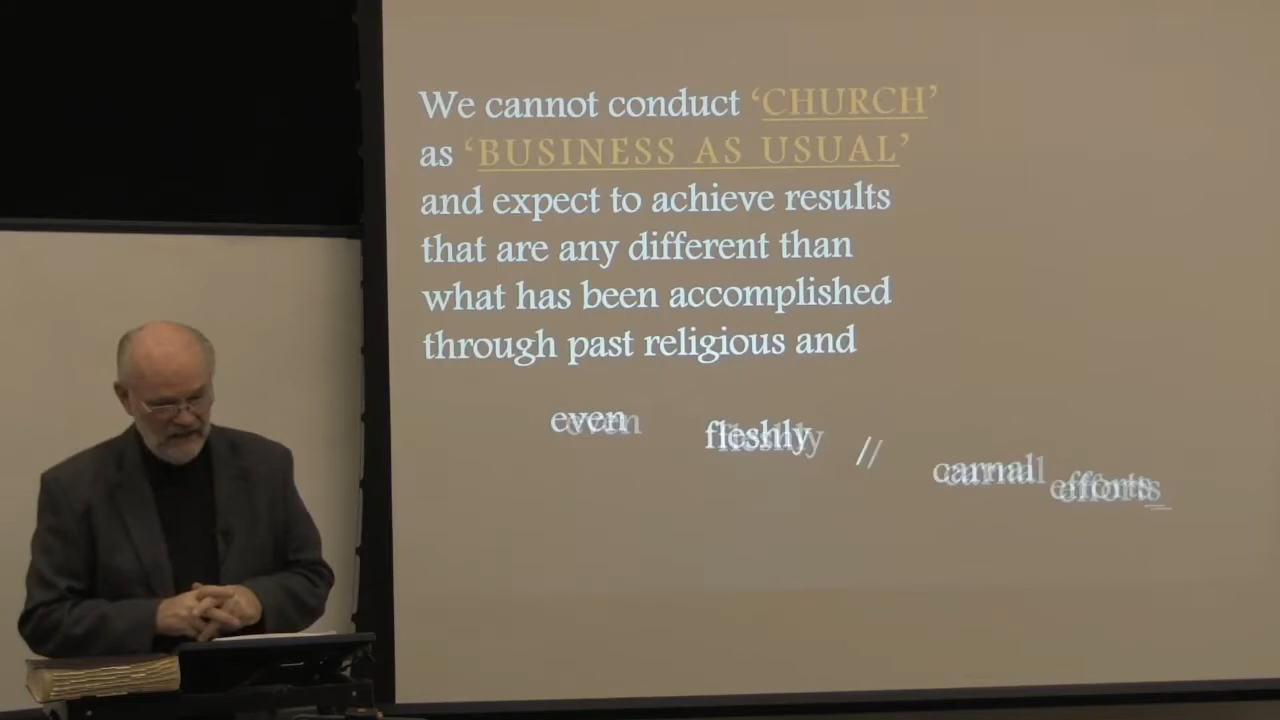 We cannot conduct ‘CHURCH’
as ‘BUSINESS AS USUAL’
and expect to achieve results
that are any different than
what has been accomplished
through past religious and
even fleshly // carnal efforts